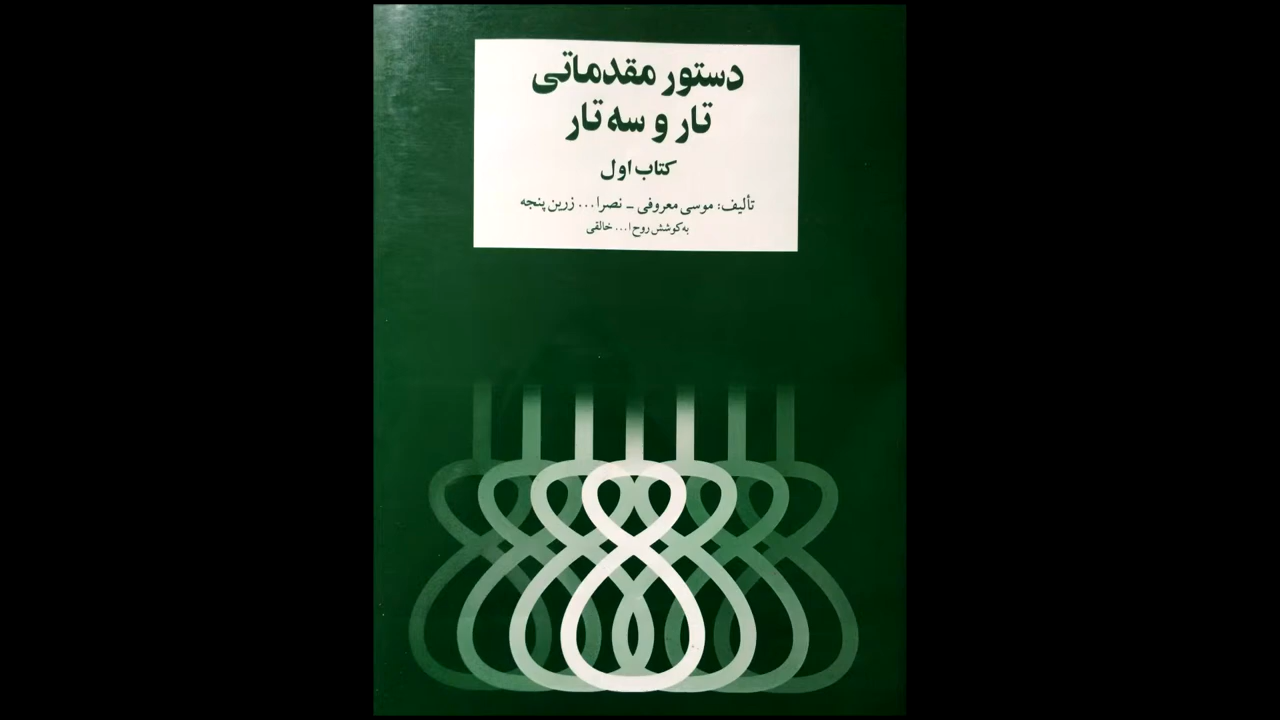 دستور مقدماتی
تار و سه تار
کتاب اول
تألیف: موسی معروفی - نصرا... زرین پنجه
به کوشش روح ا... خالقی